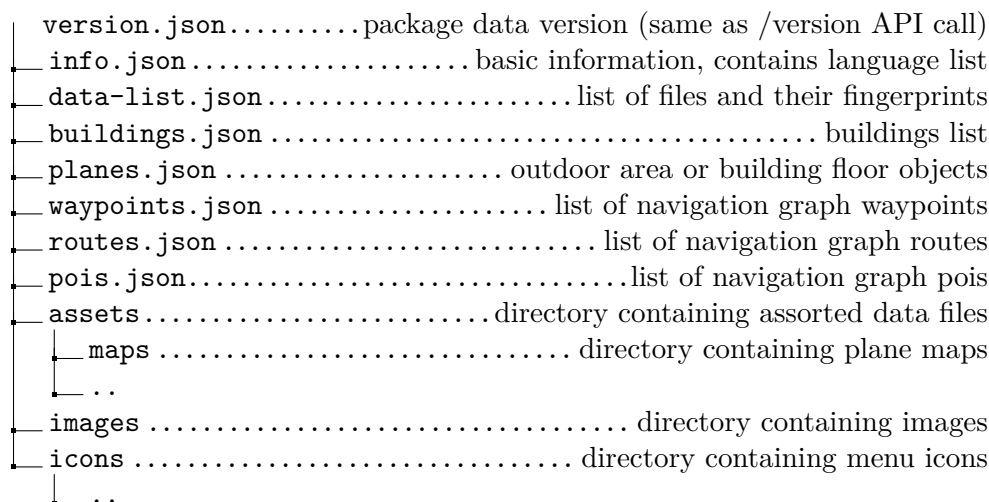 version.json..........package data version (same as /version API call)
info.json.....................basic information, contains language list
data-list.json.......................list of files and their fingerprints
buildings.json.........................................buildings list
planes.json.....................outdoor area or building floor objects
waypoints.json.....................list of navigation graph waypoints
routes.json............................list of navigation graph routes
pois.json.................................list of navigation graph pois
assets..........................directory containing assorted data files
maps...............................directory containing plane maps
..
images....................................directory containing images
icons.................................directory containing menu icons
..